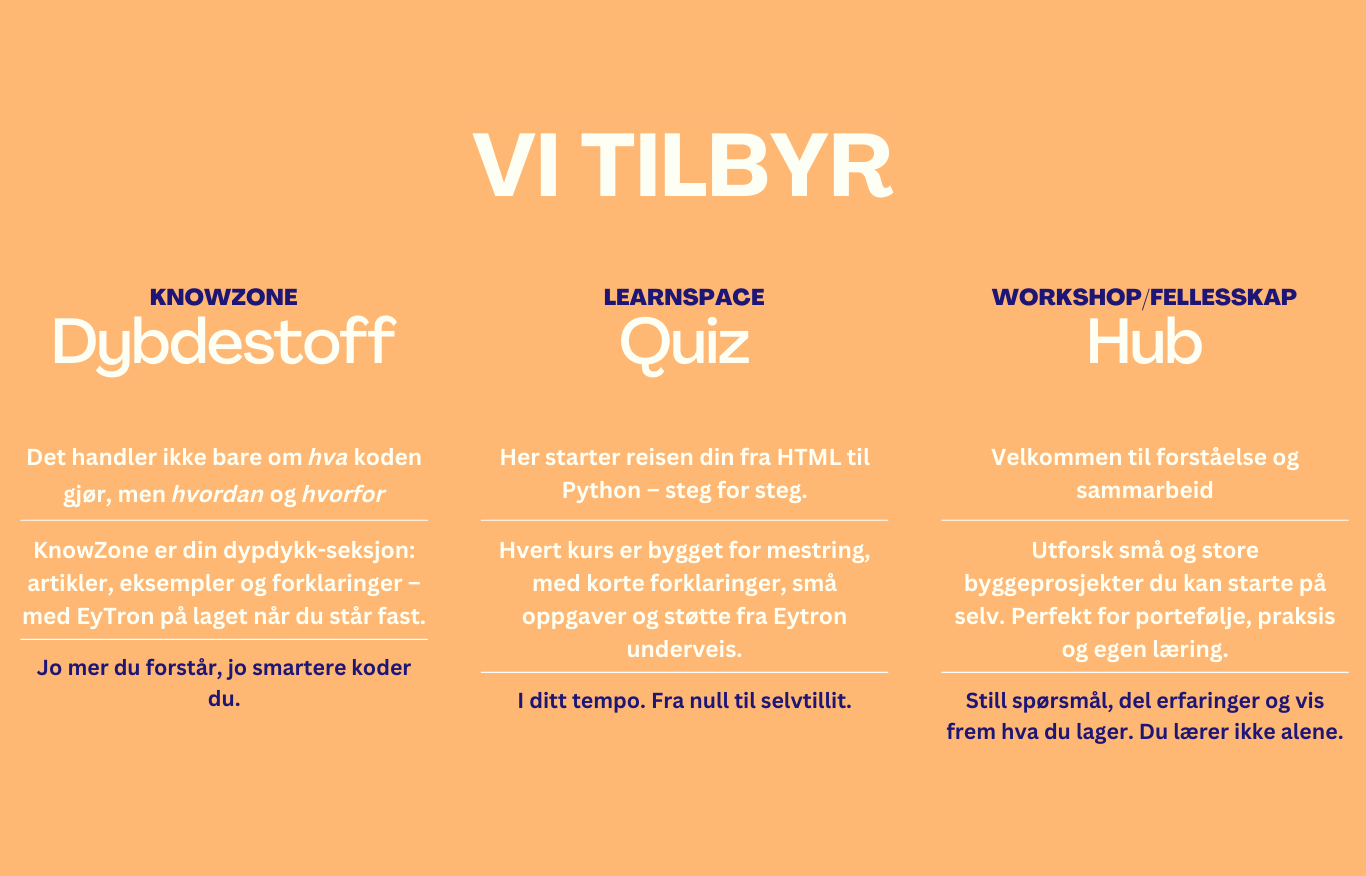 VI TILBYR
KNOWZONE
Dybdestoff
Det handler ikke bare om hva koden
gjør, men hvordan og hvorfor
KnowZone er din dypdykk-seksjon:
artikler, eksempler og forklaringer –
med EyTron på laget når du står fast.
Jo mer du forstår, jo smartere koder
du.
LEARNSPACE
Quiz
Her starter reisen din fra HTML til
Python – steg for steg.
Hvert kurs er bygget for mestring,
med korte forklaringer, små
oppgaver og støtte fra Eytron
underveis.
I ditt tempo. Fra null til selvtillit.
WORKSHOP/FELLESSKAP
Hub
Velkommen til forståelse og
sammarbeid
Utforsk små og store
byggeprosjekter du kan starte på
selv. Perfekt for portefølje, praksis
og egen læring.
Still spørsmål, del erfaringer og vis
frem hva du lager. Du lærer ikke alene.